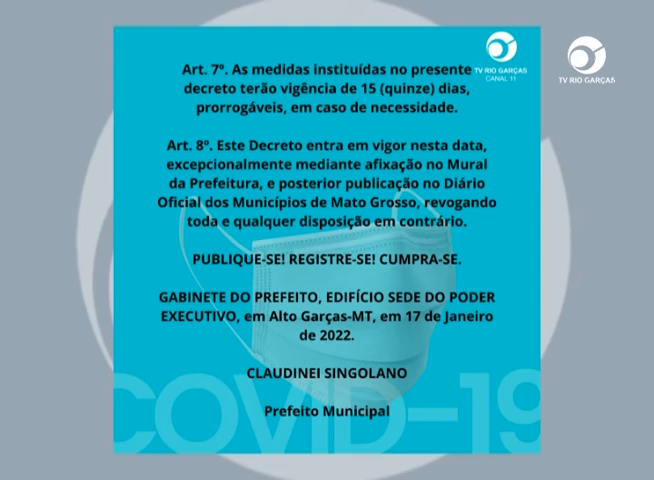 Art. 7º. As medidas instituídas no presente
decreto terão vigência de 15 (quinze) dias,
prorrogáveis, em caso de necessidade.
Art. 8º. Este Decreto entra em vigor nesta data,
excepcionalmente mediante afixação no Mural
da Prefeitura, e posterior publicação no Diário
Oficial dos Municípios de Mato Grosso, revogando
toda e qualquer disposição em contrário.
PUBLIQUE-SE! REGISTRE-SE! CUMPRA-SE.
GABINETE DO PREFEITO, EDIFÍCIO SEDE DO PODER
EXECUTIVO, em Alto Garças-MT, em 17 de Janeiro
de 2022.
CLAUDINEI SINGOLANO
Prefeito Municipal
COVID-19
TV RIO GARÇAS
CANAL 11
TV RIO GARÇAS